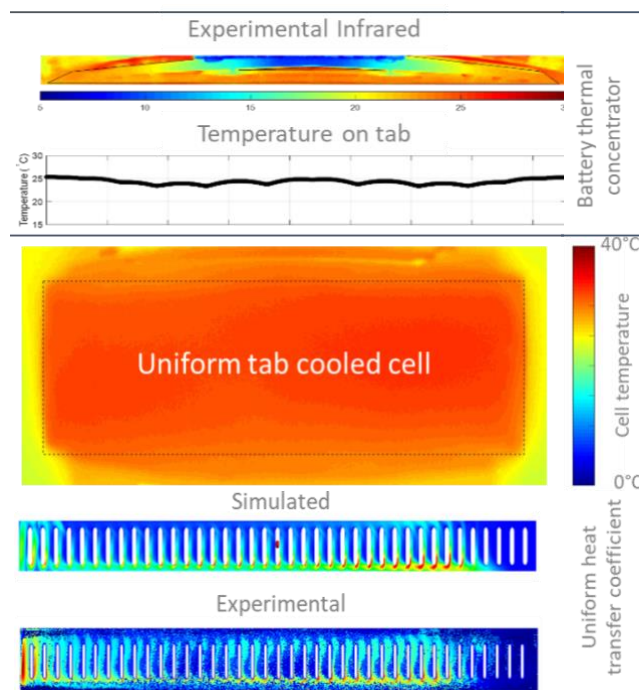 Experimental Infrared
5 10 15 20 25 3
Temperature on tab
Temperature (°C)
30
25
20
15
Battery thermal
concentrator
Uniform tab cooled cell
40°C
Cell temperature
0°C
Simulated
Experimental
Uniform heat
transfer coefficient